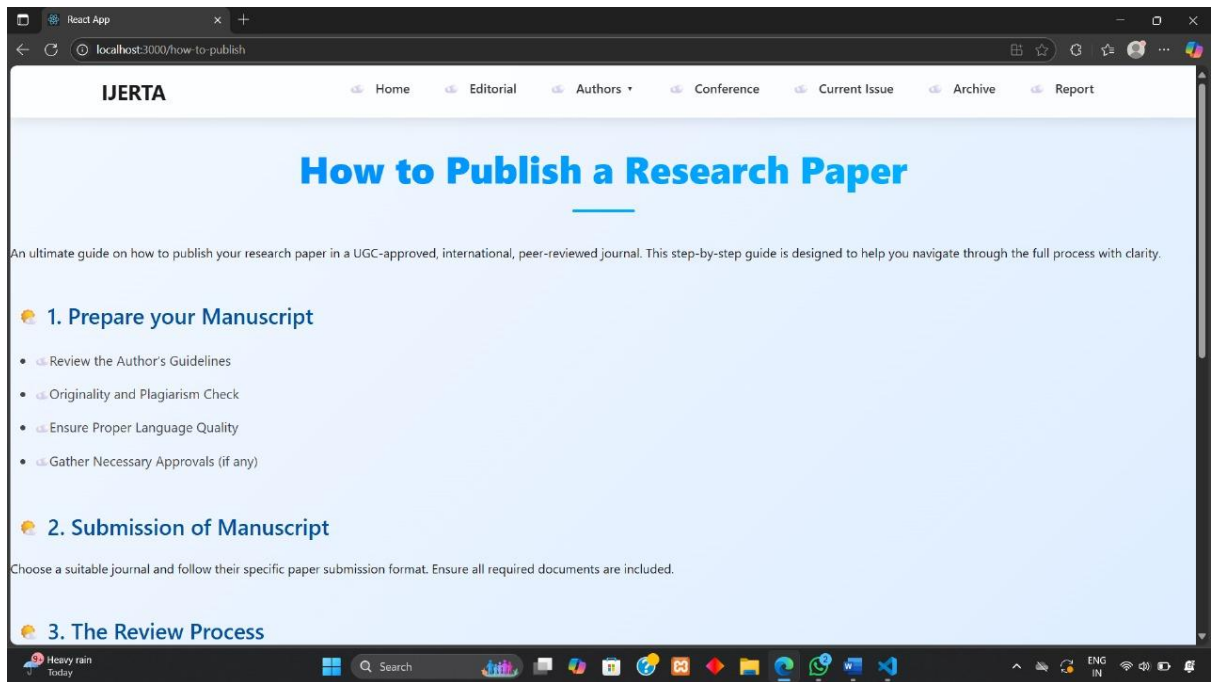 React App
localhost:3000/how-to-publish
IJERTA
Home Editorial Authors ▾ Conference Current Issue Archive Report
How to Publish a Research Paper
An ultimate guide on how to publish your research paper in a UGC-approved, international, peer-reviewed journal. This step-by-step guide is designed to help you navigate through the full process with clarity.
1. Prepare your Manuscript
• Review the Author's Guidelines
• Originality and Plagiarism Check
• Ensure Proper Language Quality
• Gather Necessary Approvals (if any)
2. Submission of Manuscript
Choose a suitable journal and follow their specific paper submission format. Ensure all required documents are included.
3. The Review Process
Heavy rain
Today
Search
ENG
IN